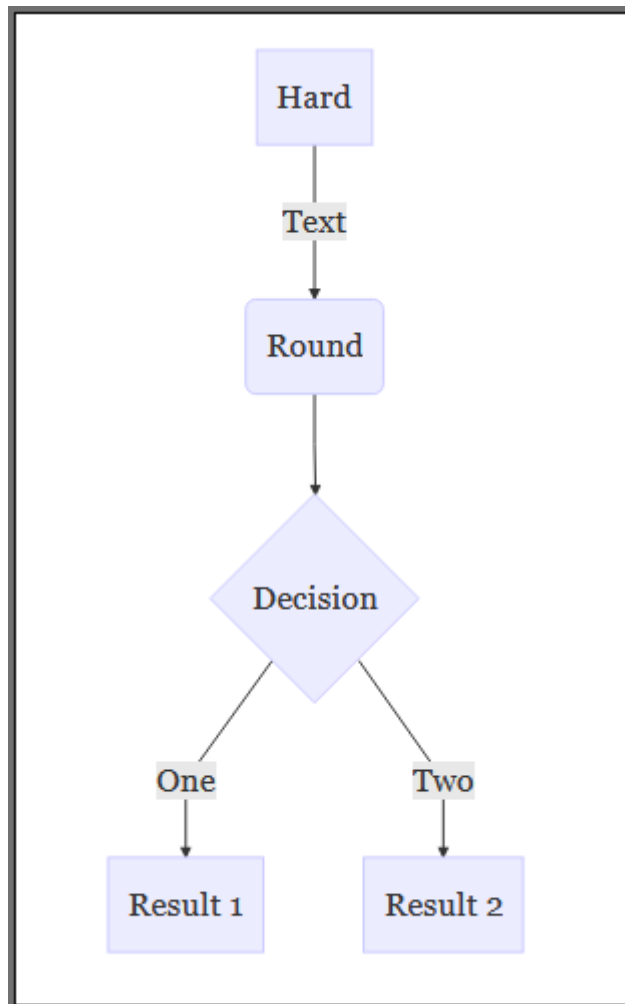 Hard
Text
Round
Decision
One
Two
Result 1
Result 2